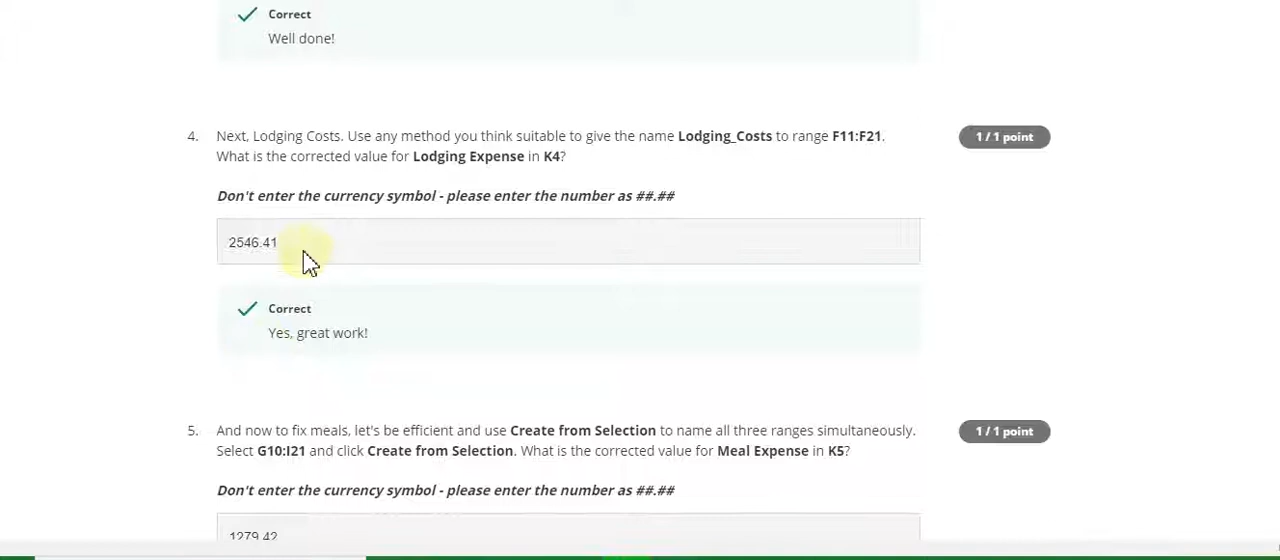 Correct
Well done!
4. Next, Lodging Costs. Use any method you think suitable to give the name Lodging_Costs to range F11:F21. 1 / 1 point
What is the corrected value for Lodging Expense in K4?
Don't enter the currency symbol - please enter the number as ##.##
2546.41
Correct
Yes, great work!
5. And now to fix meals, let's be efficient and use Create from Selection to name all three ranges simultaneously. 1 / 1 point
Select G10:I21 and click Create from Selection. What is the corrected value for Meal Expense in K5?
Don't enter the currency symbol - please enter the number as ##.##
1279.42